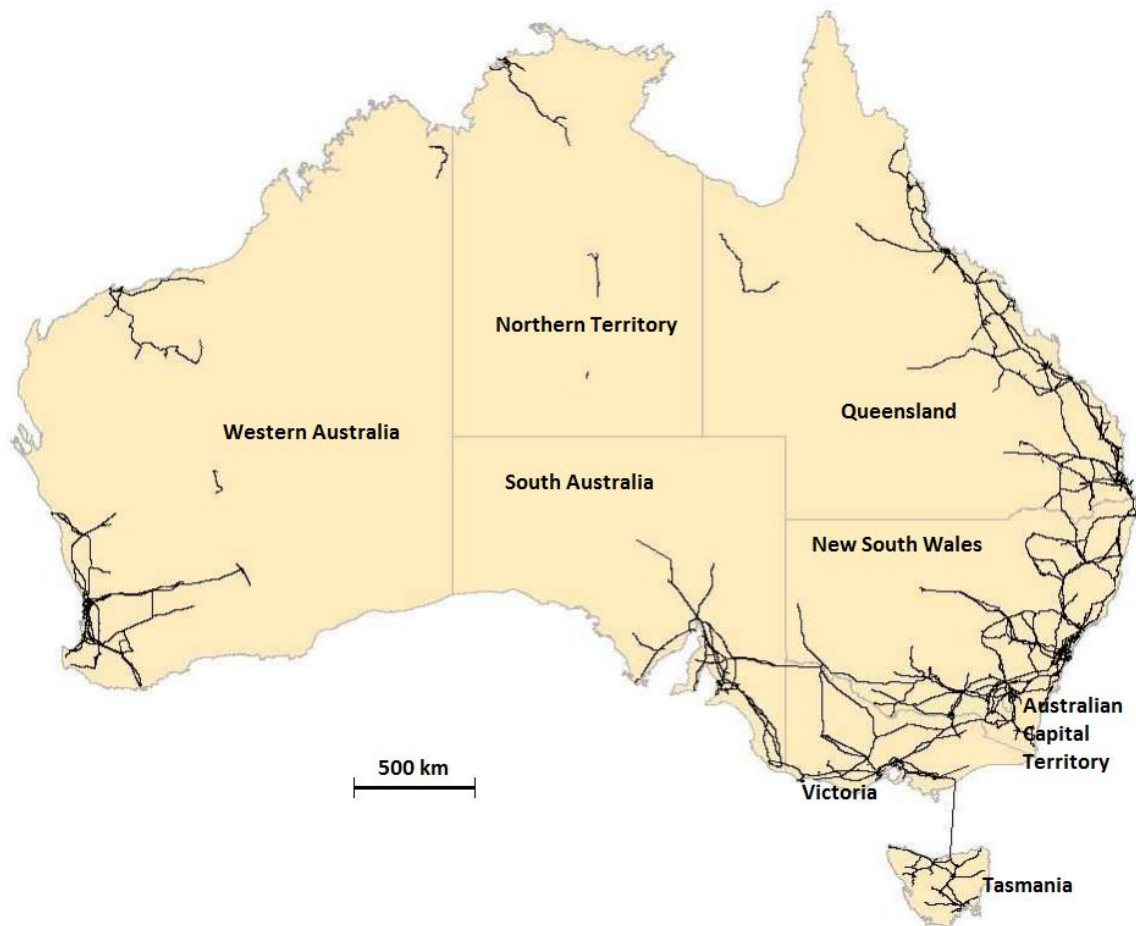 Northern Territory
Queensland
Western Australia
South Australia
New South Wales
Australian
Capital
Territory
500 km
Victoria
Tasmania